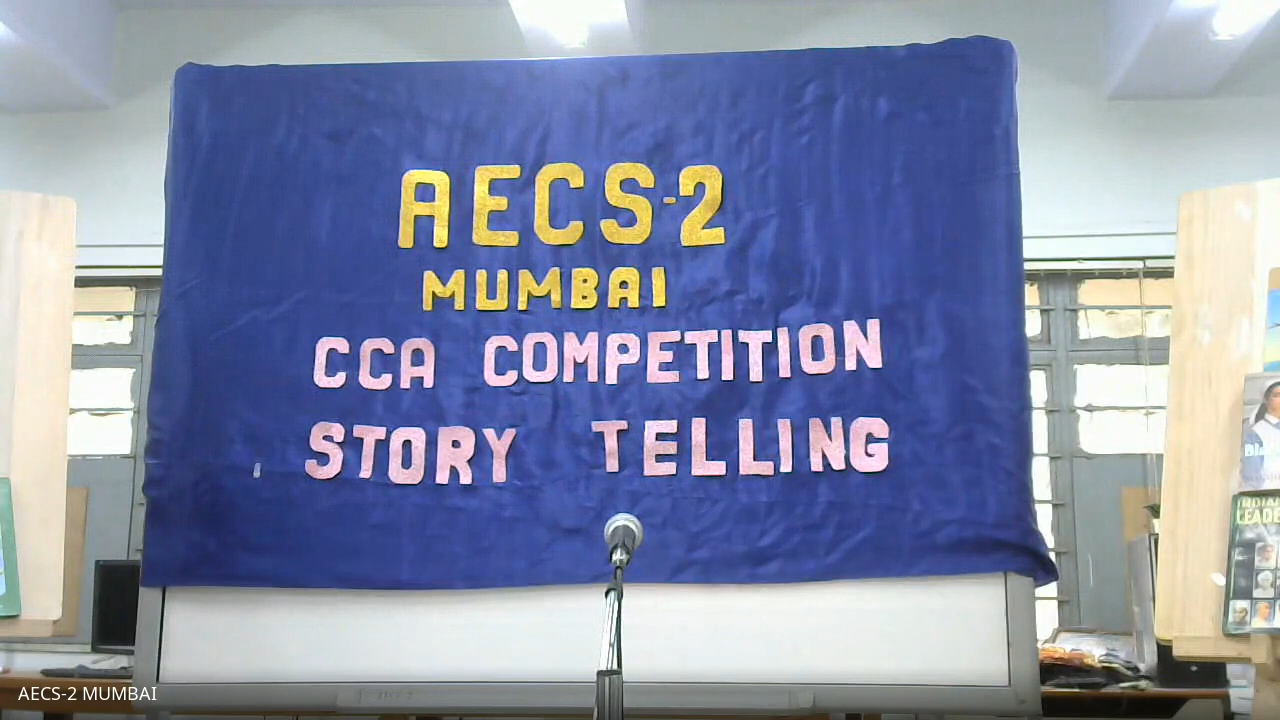 AECS-2
MUMBAI
CCA COMPETITION
STORY TELLING
AECS-2 MUMBAI